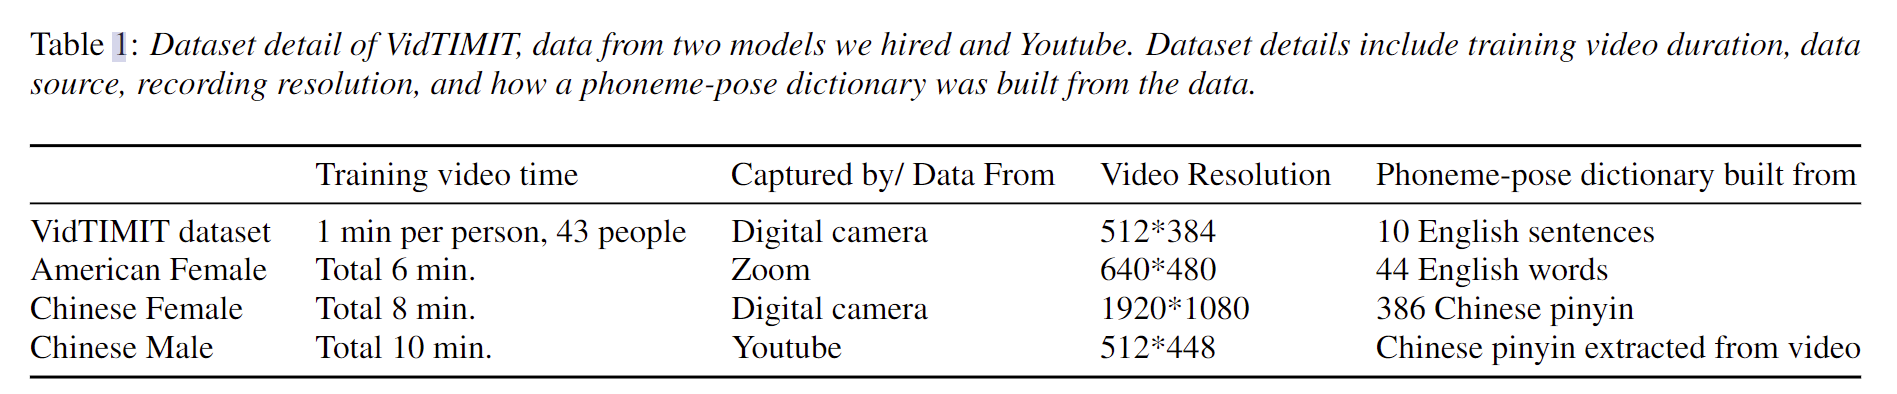 Table 1: Dataset detail of VidTIMIT, data from two models we hired and Youtube. Dataset details include training video duration, data
source, recording resolution, and how a phoneme-pose dictionary was built from the data.
Training video time Captured by/ Data From Video Resolution Phoneme-pose dictionary built from
VidTIMIT dataset 1 min per person, 43 people Digital camera 512*384 10 English sentences
American Female Total 6 min. Zoom 640*480 44 English words
Chinese Female Total 8 min. Digital camera 1920*1080 386 Chinese pinyin
Chinese Male Total 10 min. Youtube 512*448 Chinese pinyin extracted from video